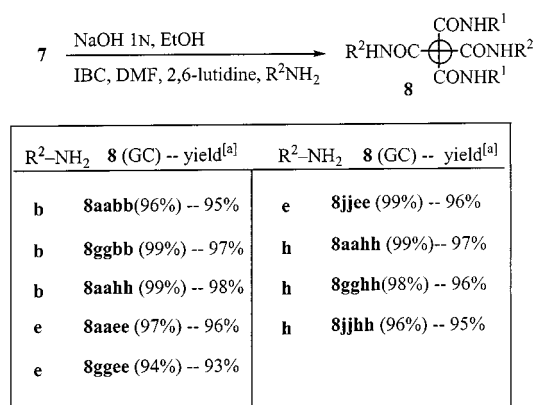 CONHR¹
7 NaOH 1N, EtOH R²HNOC CONHR²
IBC, DMF, 2,6-lutidine, R²NH₂ CONHR¹
8
R²–NH₂ 8 (GC) -- yield[a] R²–NH₂ 8 (GC) -- yield[a]
b 8aabb(96%) -- 95% e 8jjee (99%) -- 96%
b 8ggbb (99%) -- 97% h 8aahh (99%)-- 97%
b 8aahh (99%) -- 98% h 8gghh(98%) -- 96%
e 8aaee (97%) -- 96% h 8jjhh (96%) -- 95%
e 8ggee (94%) -- 93%